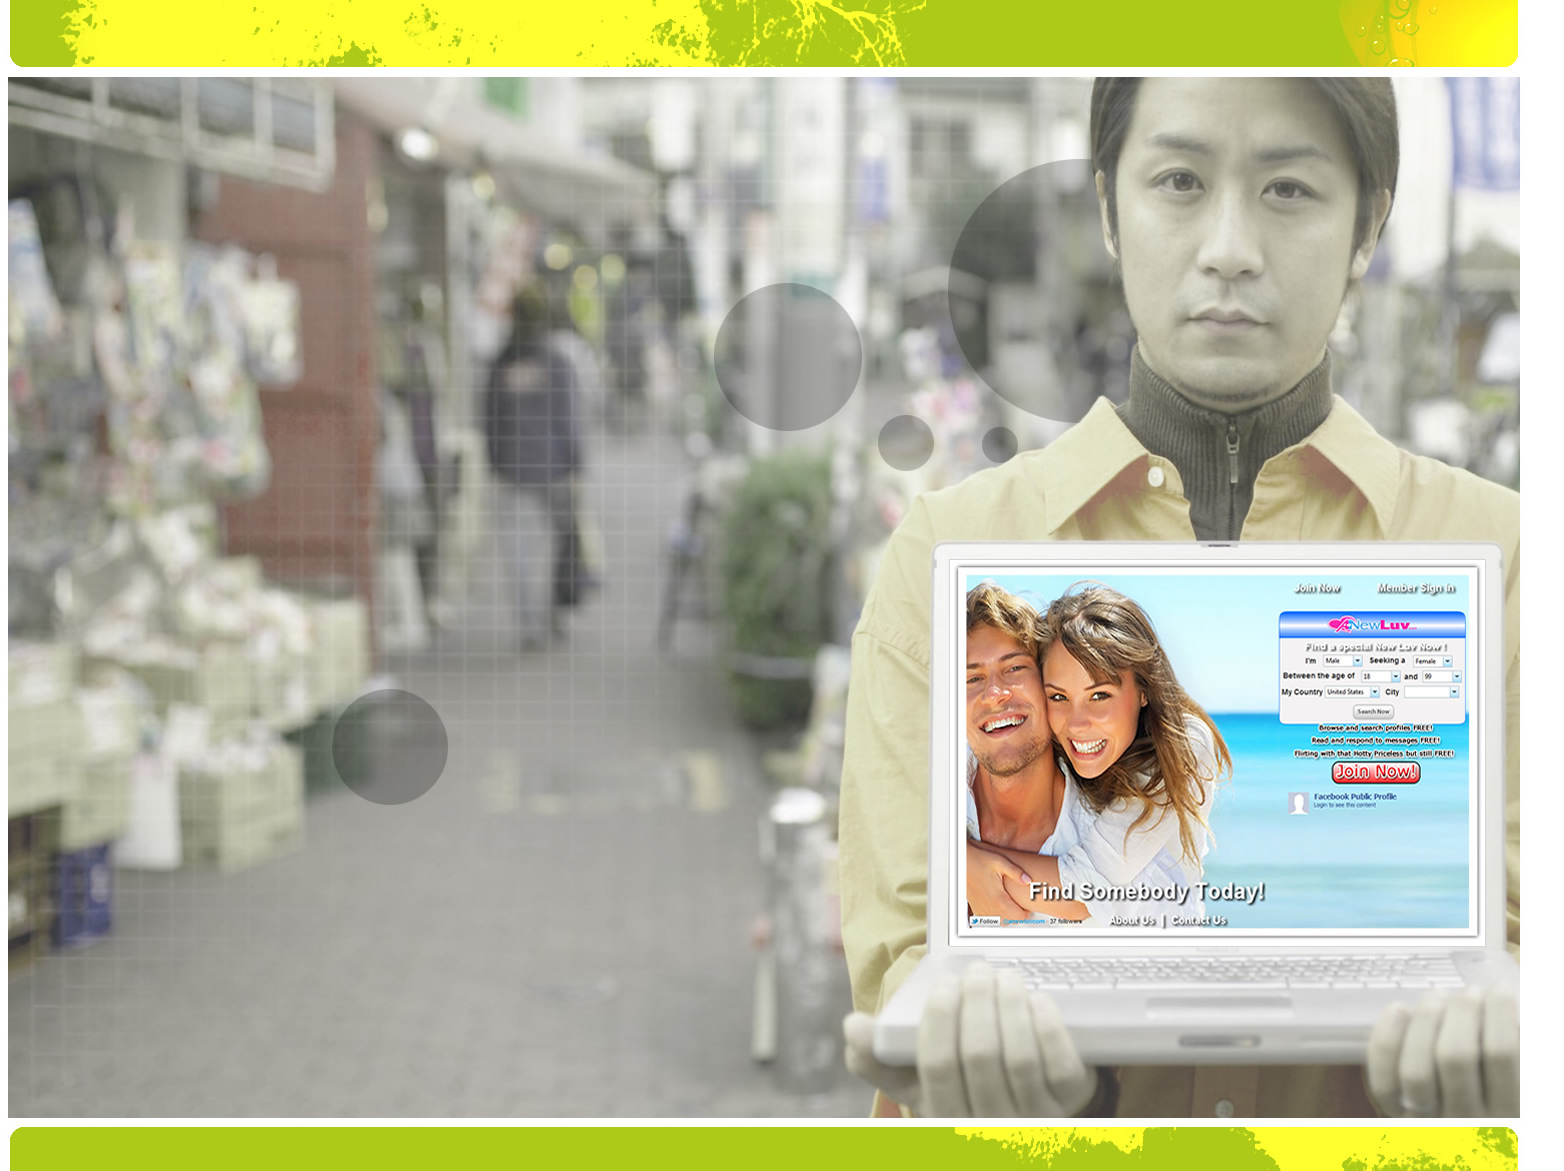 Join Now
Member Sign In
NewLuv
Find a special New Luv Now !
I'm Male Seeking a Female
Between the age of 18 and 99
My Country United States City
Search Now
Browse and search profiles FREE!
Read and respond to messages FREE!
Flirting with that Hotty Priceless but still FREE!
Join Now!
Facebook Public Profile
Login to see this content
Find Somebody Today!
Follow 37 followers
About Us | Contact Us